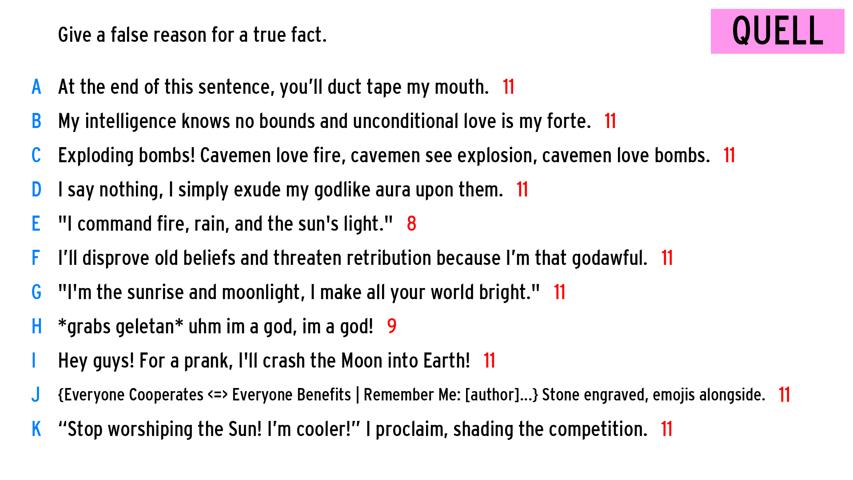 Give a false reason for a true fact.
QUELL
A At the end of this sentence, you'll duct tape my mouth. 11
B My intelligence knows no bounds and unconditional love is my forte. 11
C Exploding bombs! Cavemen love fire, cavemen see explosion, cavemen love bombs. 11
D I say nothing, I simply exude my godlike aura upon them. 11
E "I command fire, rain, and the sun's light." 8
F I'll disprove old beliefs and threaten retribution because I'm that godawful. 11
G "I'm the sunrise and moonlight, I make all your world bright." 11
H *grabs geletan* uhm im a god, im a god! 9
I Hey guys! For a prank, I'll crash the Moon into Earth! 11
J {Everyone Cooperates <=> Everyone Benefits | Remember Me: [author]...} Stone engraved, emojis alongside. 11
K “Stop worshiping the Sun! I'm cooler!” I proclaim, shading the competition. 11